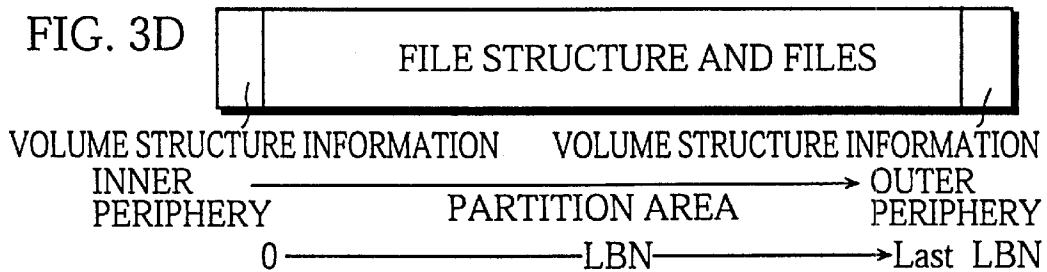 FIG. 3D
FILE STRUCTURE AND FILES
VOLUME STRUCTURE INFORMATION VOLUME STRUCTURE INFORMATION
INNER PERIPHERY PARTITION AREA OUTER PERIPHERY
0 LBN Last LBN